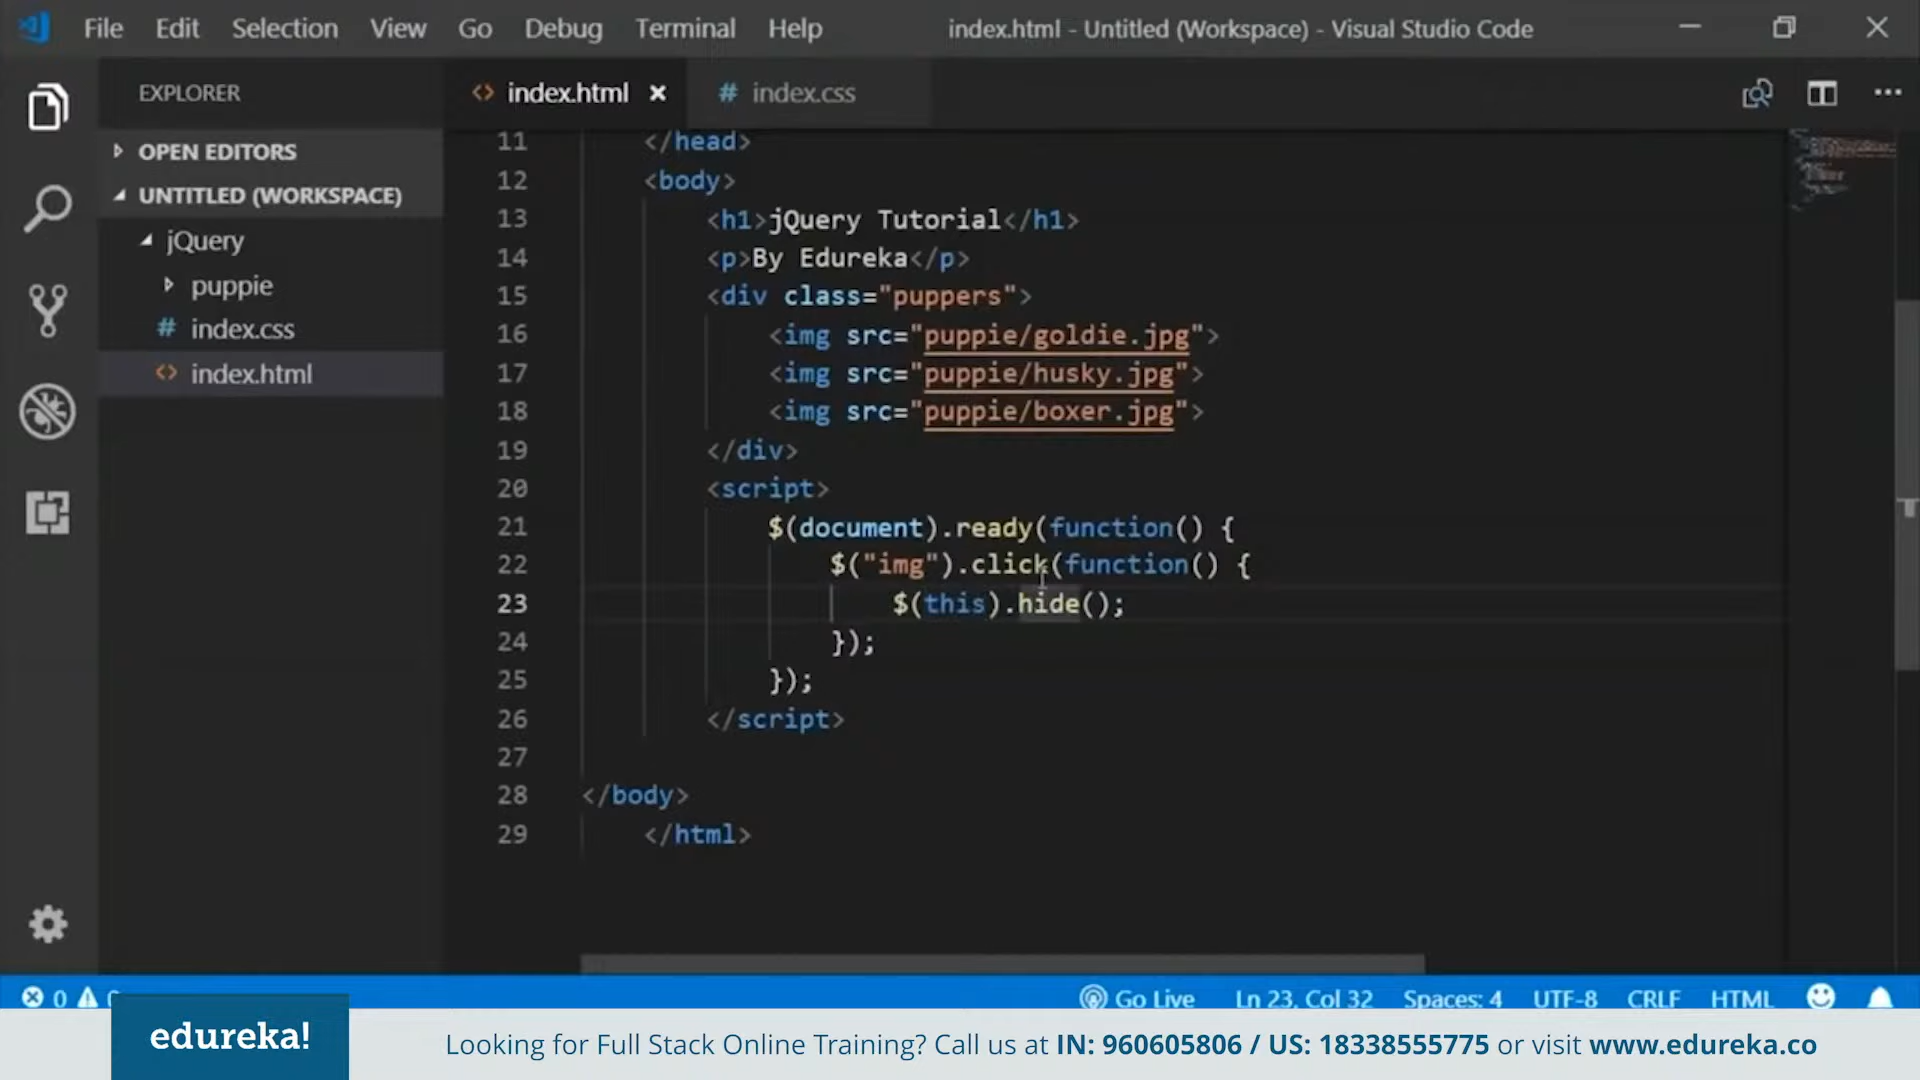 File Edit Selection View Go Debug Terminal Help index.html - Untitled (Workspace) - Visual Studio Code
EXPLORER
OPEN EDITORS
UNTITLED (WORKSPACE)
jQuery
puppie
# index.css
<> index.html
<> index.html × # index.css
11 </head>
12 <body>
13 <h1>jQuery Tutorial</h1>
14 <p>By Edureka</p>
15 <div class="puppers">
16 <img src="puppie/goldie.jpg">
17 <img src="puppie/husky.jpg">
18 <img src="puppie/boxer.jpg">
19 </div>
20 <script>
21 $(document).ready(function() {
22 $("img").click(function() {
23 $(this).hide();
24 });
25 });
26 </script>
27
28 </body>
29 </html>
0 0 Go Live Ln 23, Col 32 Spaces: 4 UTF-8 CRLF HTML
edureka!
Looking for Full Stack Online Training? Call us at IN: 960605806 / US: 18338555775 or visit www.edureka.co